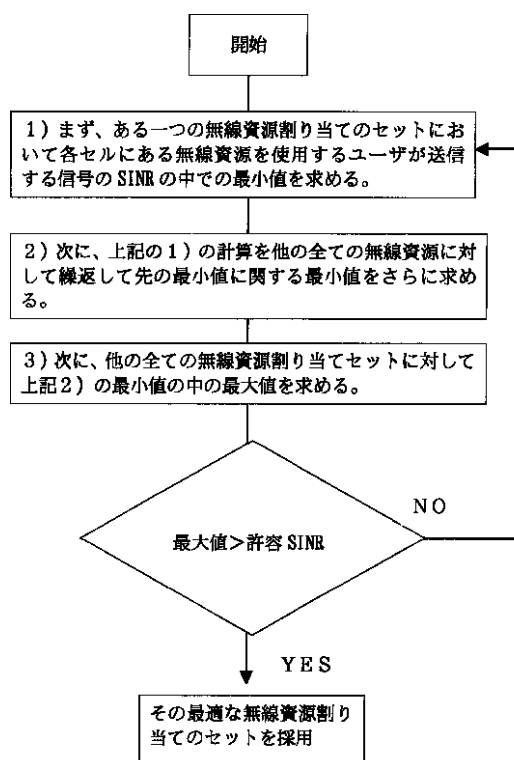 開始
1)まず、ある一つの無線資源割り当てのセットにお
いて各セルにある無線資源を使用するユーザが送信
する信号の SINR の中での最小値を求める。
2)次に、上記の1)の計算を他の全ての無線資源に対
して繰返して先の最小値に関する最小値をさらに求め
る。
3)次に、他の全ての無線資源割り当てセットに対して
上記2)の最小値の中の最大値を求める。
NO
最大値>許容 SINR
YES
その最適な無線資源割り
当てのセットを採用